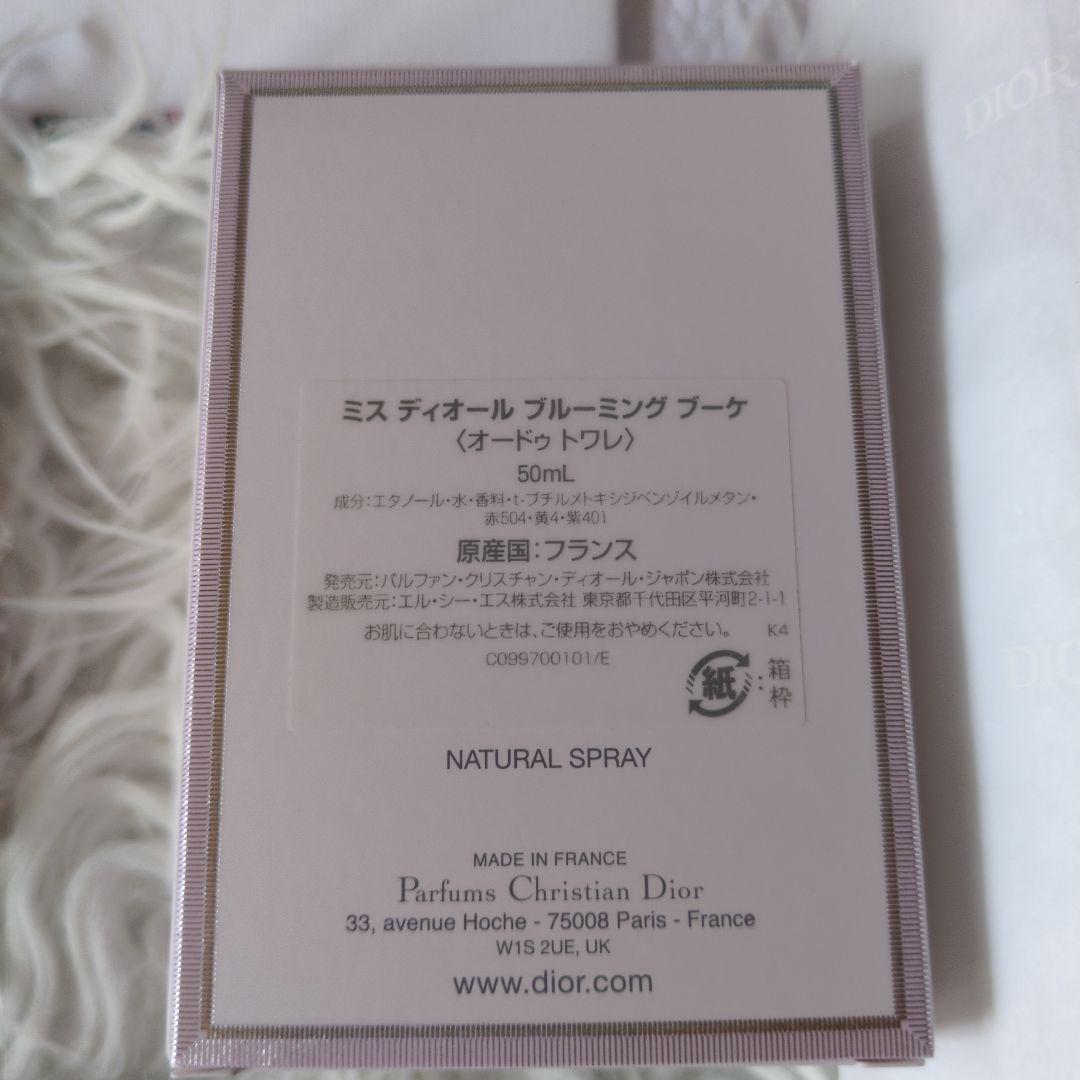 ミス ディオール ブルーミング ブーケ
〈オードゥ トワレ〉
50mL
成分:エタノール・水・香料・t-ブチルメトキシジベンゾイルメタン・
赤504・黄4・紫401
原産国:フランス
発売元:パルファン・クリスチャン・ディオール・ジャポン株式会社
製造販売元:エル・シー・エス株式会社 東京都千代田区平河町2-1-1
お肌に合わないときは、ご使用をおやめください。 K4
C099700101/E
紙:箱
枠
NATURAL SPRAY
MADE IN FRANCE
Parfums Christian Dior
33, avenue Hoche - 75008 Paris - France
W1S 2UE, UK
www.dior.com
DIOR